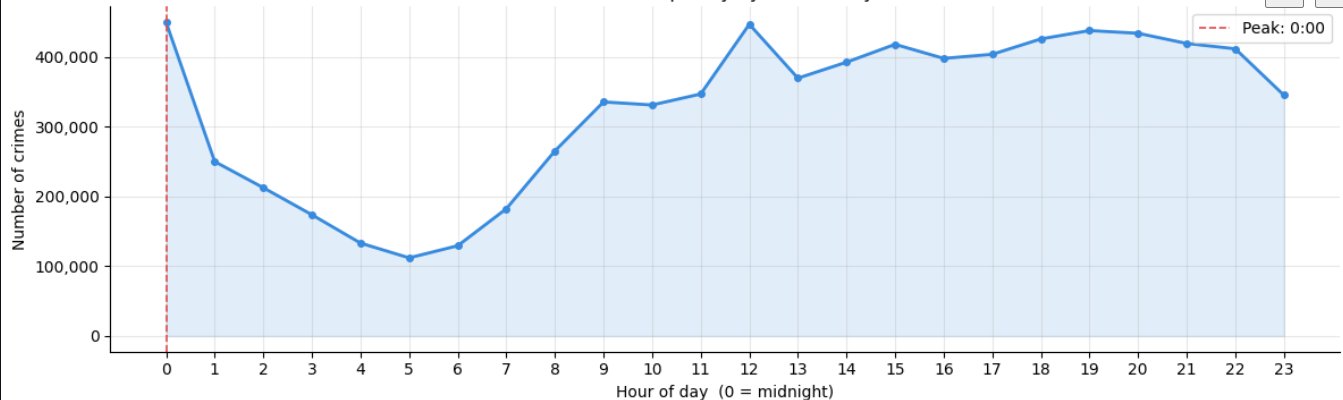 Peak: 0:00
400,000
300,000
200,000
100,000
0
Number of crimes
0 1 2 3 4 5 6 7 8 9 10 11 12 13 14 15 16 17 18 19 20 21 22 23
Hour of day (0 = midnight)